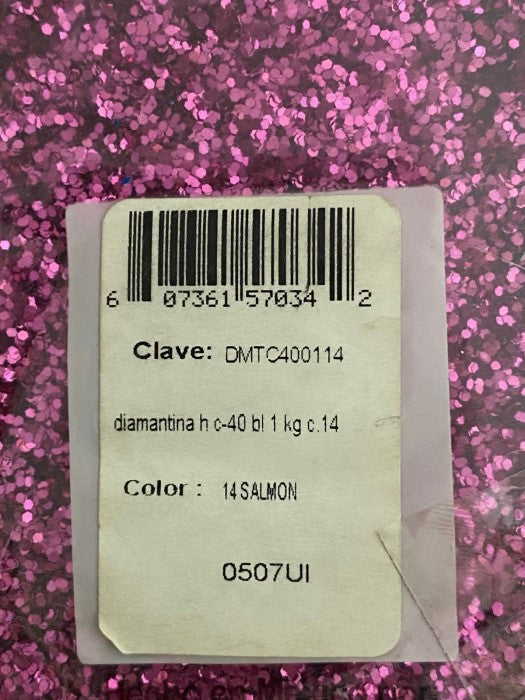 6 07361 57034 2
Clave: DMTC400114
diamantina h c-40 bl 1 kg c.14
Color : 14 SALMON
0507UI